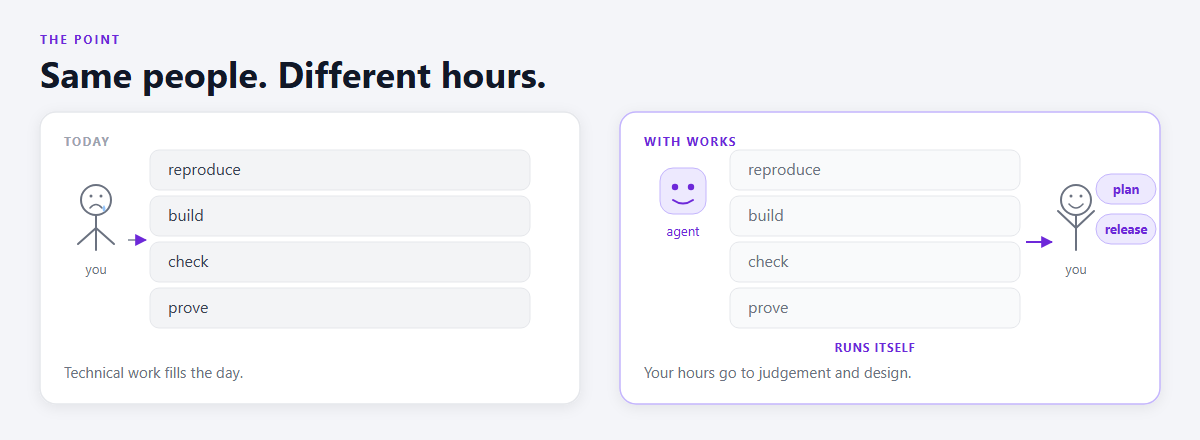 THE POINT
Same people. Different hours.
TODAY
reproduce
build
check
prove
you
Technical work fills the day.
WITH WORKS
agent
reproduce
build
check
prove
RUNS ITSELF
plan
release
you
Your hours go to judgement and design.